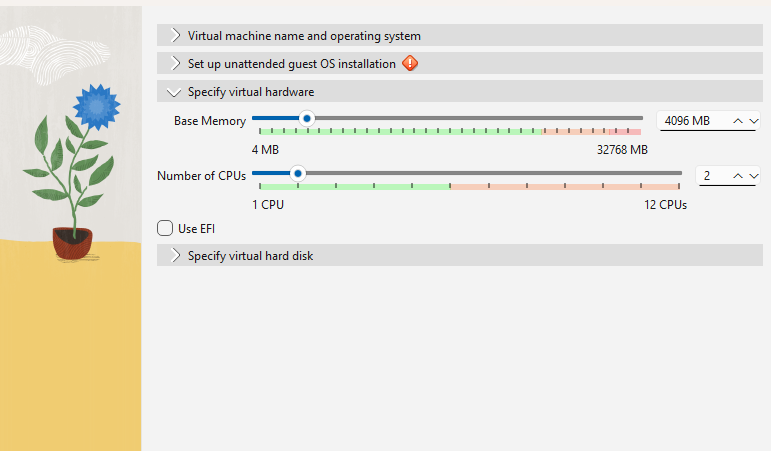 Virtual machine name and operating system
Set up unattended guest OS installation
Specify virtual hardware
Base Memory 4096 MB
4 MB 32768 MB
Number of CPUs 2
1 CPU 12 CPUs
Use EFI
Specify virtual hard disk